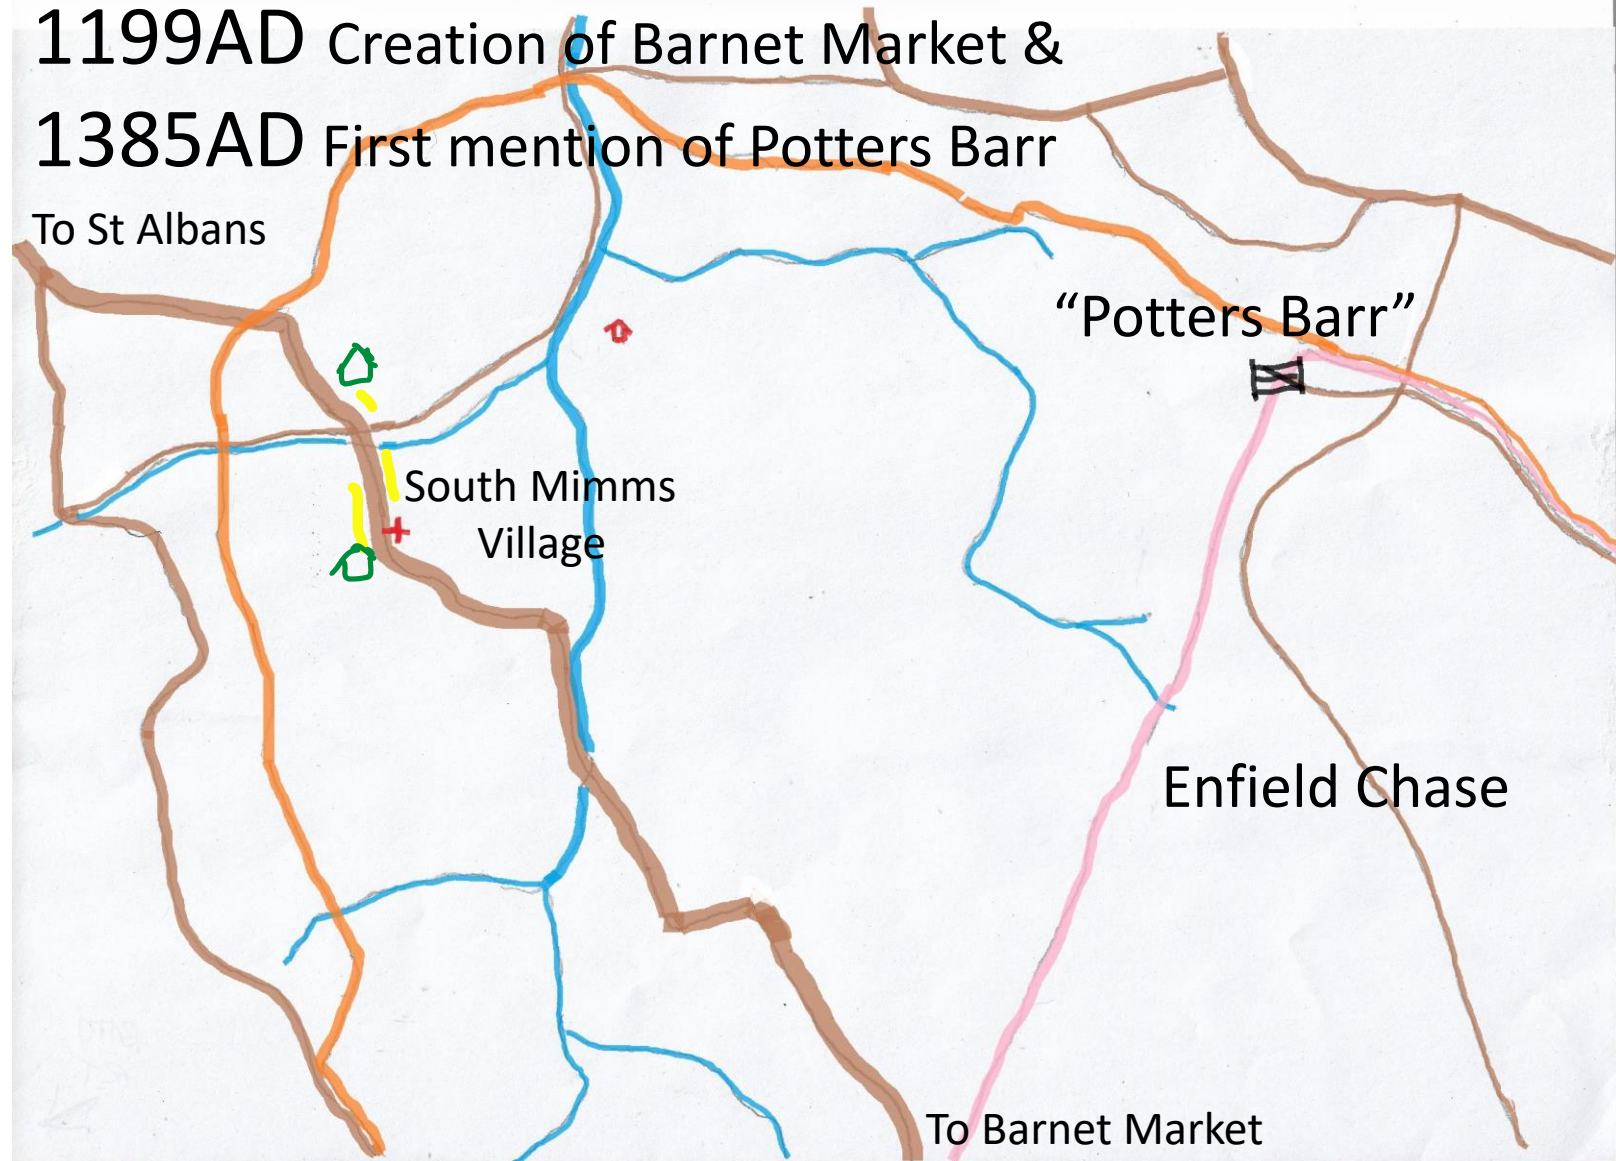 1199AD Creation of Barnet Market &
1385AD First mention of Potters Barr
To St Albans
“Potters Barr”
South Mimms
Village
Enfield Chase
To Barnet Market